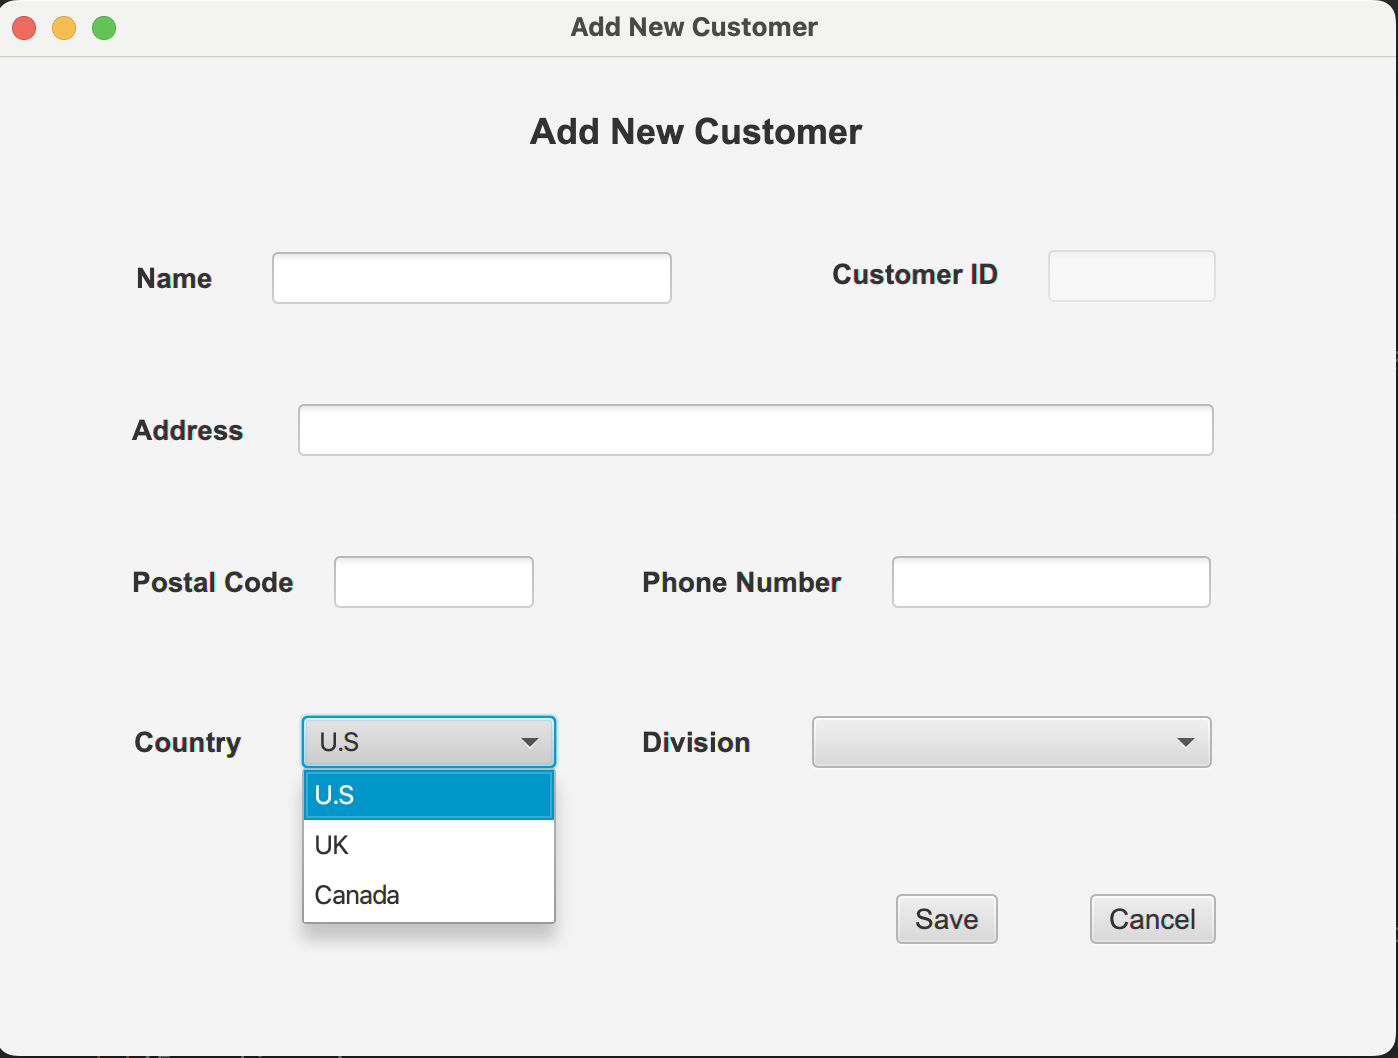 Add New Customer
Add New Customer
Name
Customer ID
Address
Postal Code
Phone Number
Country
U.S
Division
U.S
UK
Canada
Save
Cancel